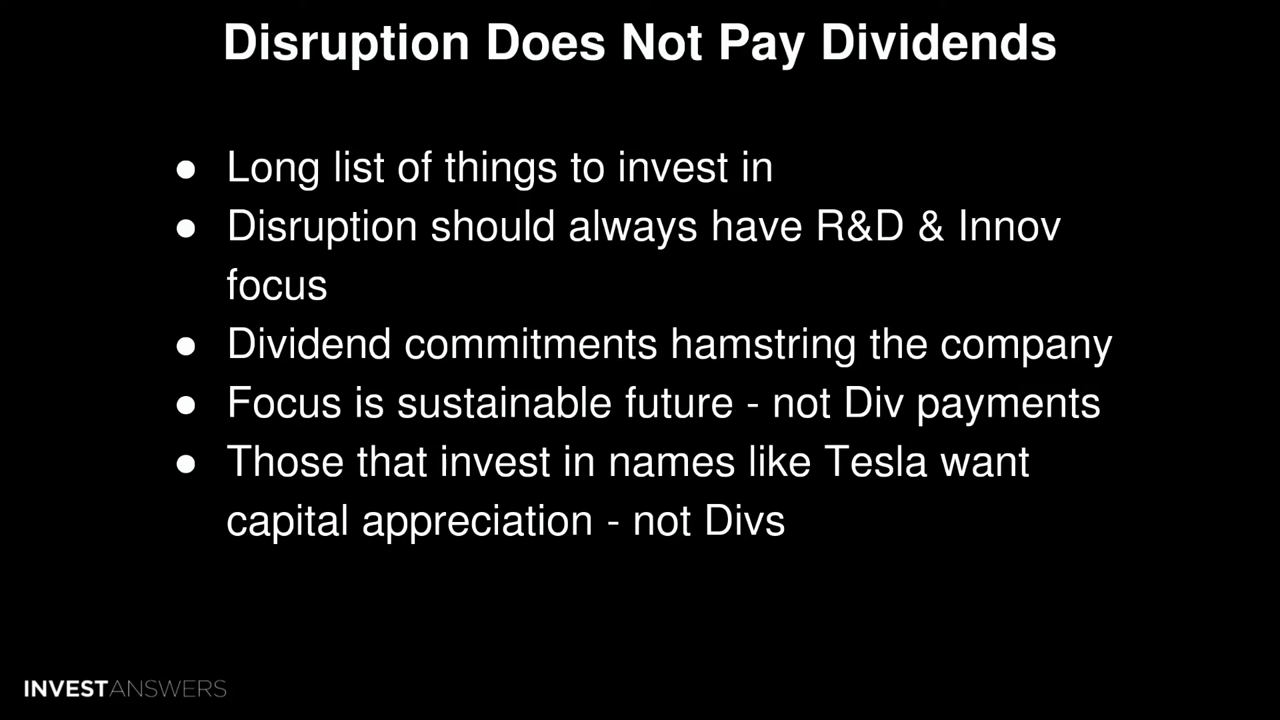 Disruption Does Not Pay Dividends
● Long list of things to invest in
● Disruption should always have R&D & Innov
focus
● Dividend commitments hamstring the company
● Focus is sustainable future - not Div payments
● Those that invest in names like Tesla want
capital appreciation - not Divs
INVESTANSWERS